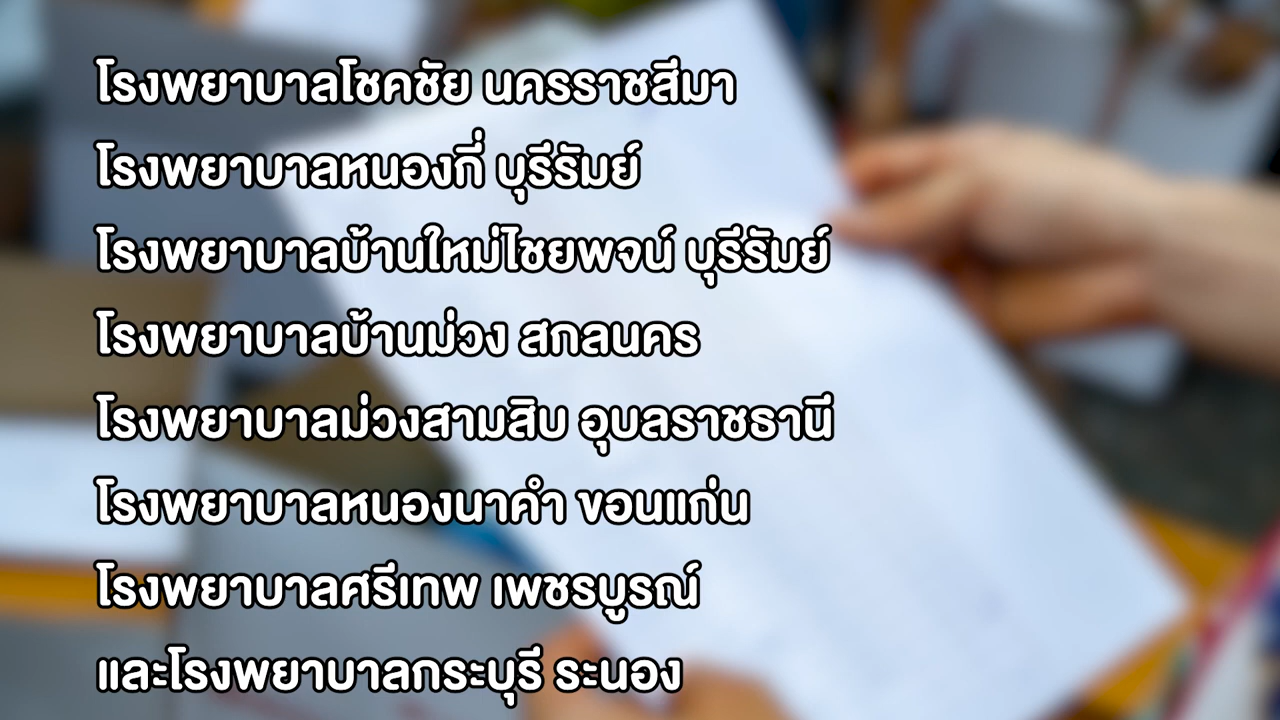 โรงพยาบาลโชคชัย นครราชสีมา
โรงพยาบาลหนองกี่ บุรีรัมย์
โรงพยาบาลบ้านใหม่ไชยพจน์ บุรีรัมย์
โรงพยาบาลบ้านม่วง สกลนคร
โรงพยาบาลม่วงสามสิบ อุบลราชธานี
โรงพยาบาลหนองนาคำ ขอนแก่น
โรงพยาบาลศรีเทพ เพชรบูรณ์
และโรงพยาบาลกระบุรี ระนอง